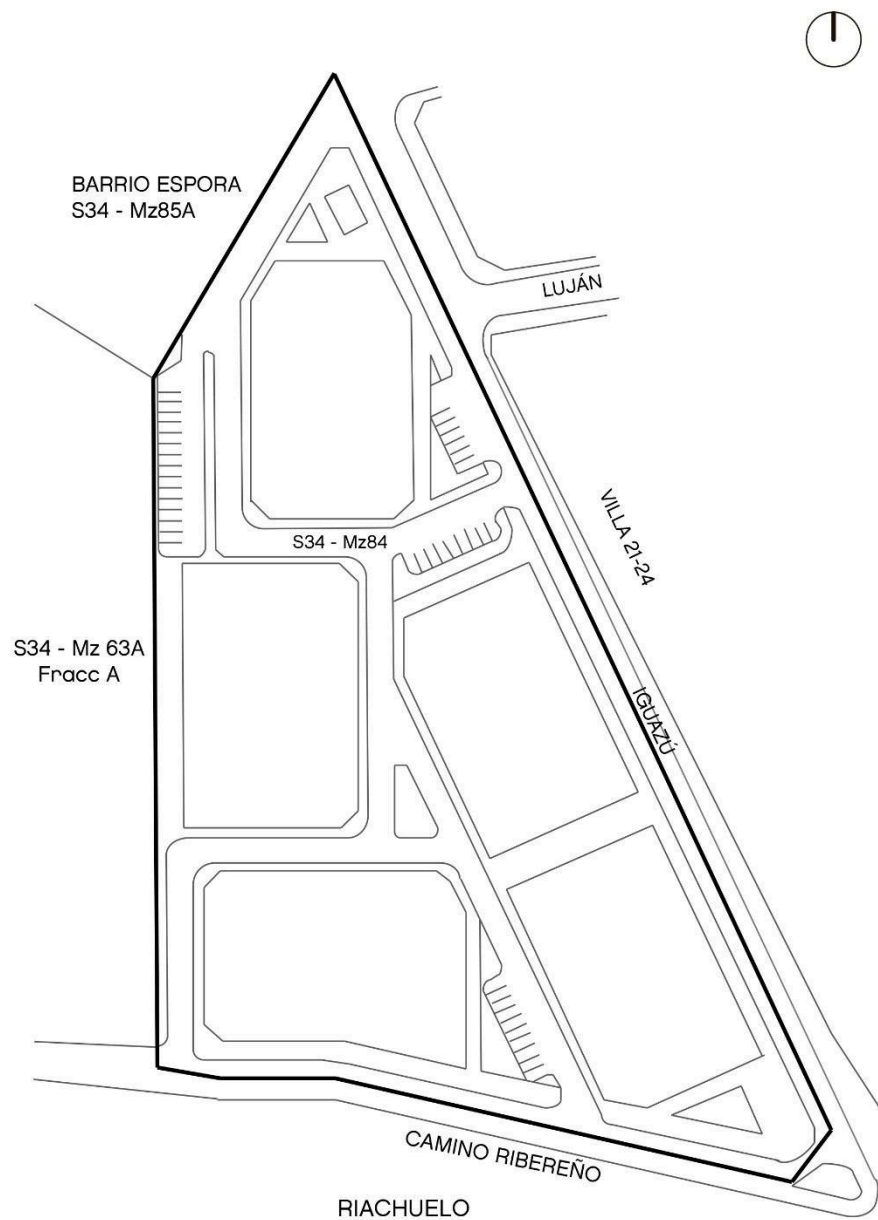 BARRIO ESPORA
S34 - Mz85A
LUJÁN
VILLA 21-24
S34 - Mz84
S34 - Mz 63A
Fracc A
IGUAZÚ
CAMINO RIBEREÑO
RIACHUELO